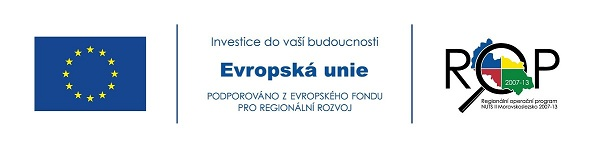 Investice do vaší budoucnosti
Evropská unie
PODPOROVÁNO Z EVROPSKÉHO FONDU
PRO REGIONÁLNÍ ROZVOJ
ROP
2007-13
Regionální operační program
NUTS II Moravskoslezsko 2007-13